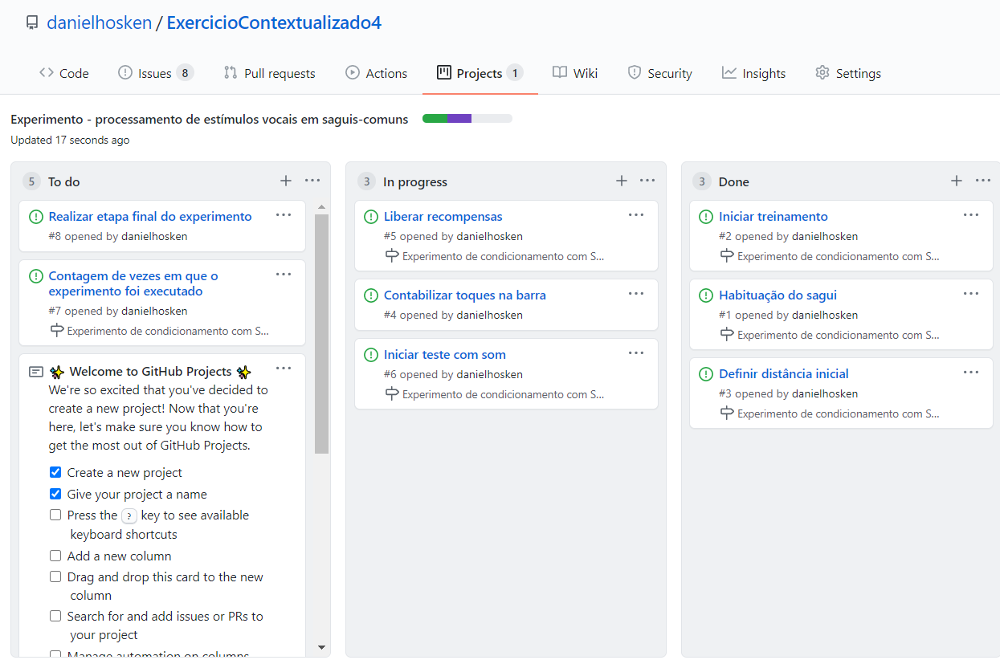 danielhosken / ExercicioContextualizado4
Code
Issues 8
Pull requests
Actions
Projects 1
Wiki
Security
Insights
Settings
Experimento - processamento de estímulos vocais em saguis-comuns
Updated 17 seconds ago
5 To do
Realizar etapa final do experimento
#8 opened by danielhosken
Contagem de vezes em que o
experimento foi executado
#7 opened by danielhosken
Experimento de condicionamento com S...
✨ Welcome to GitHub Projects ✨
We're so excited that you've decided to
create a new project! Now that you're
here, let's make sure you know how to
get the most out of GitHub Projects.
Create a new project
Give your project a name
Press the ? key to see available
keyboard shortcuts
Add a new column
Drag and drop this card to the new
column
Search for and add issues or PRs to
your project
Manage automation on columns
3 In progress
Liberar recompensas
#5 opened by danielhosken
Experimento de condicionamento com S...
Contabilizar toques na barra
#4 opened by danielhosken
Iniciar teste com som
#6 opened by danielhosken
Experimento de condicionamento com S...
3 Done
Iniciar treinamento
#2 opened by danielhosken
Experimento de condicionamento com S...
Habituação do sagui
#1 opened by danielhosken
Experimento de condicionamento com S...
Definir distância inicial
#3 opened by danielhosken
Experimento de condicionamento com S...